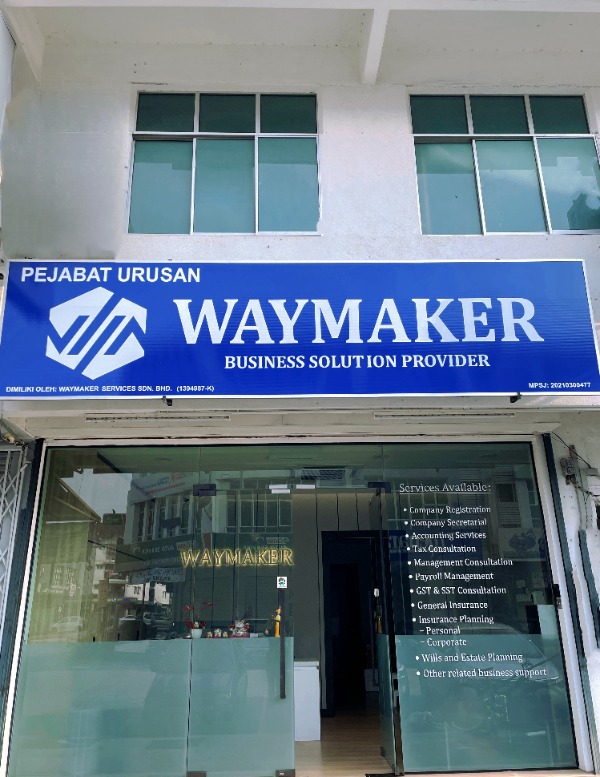 PEJABAT URUSAN
WAYMAKER
BUSINESS SOLUTION PROVIDER
DIMILIKI OLEH: WAYMAKER SERVICES SDN. BHD. (1394987-K)
MPSJ: 20210300477
WAYMAKER
Services Available:
• Company Registration
• Company Secretarial
• Accounting Services
• Tax Consultation
• Management Consultation
• Payroll Management
• GST & SST Consultation
• General Insurance
• Insurance Planning
– Personal
– Corporate
• Wills and Estate Planning
• Other related business support